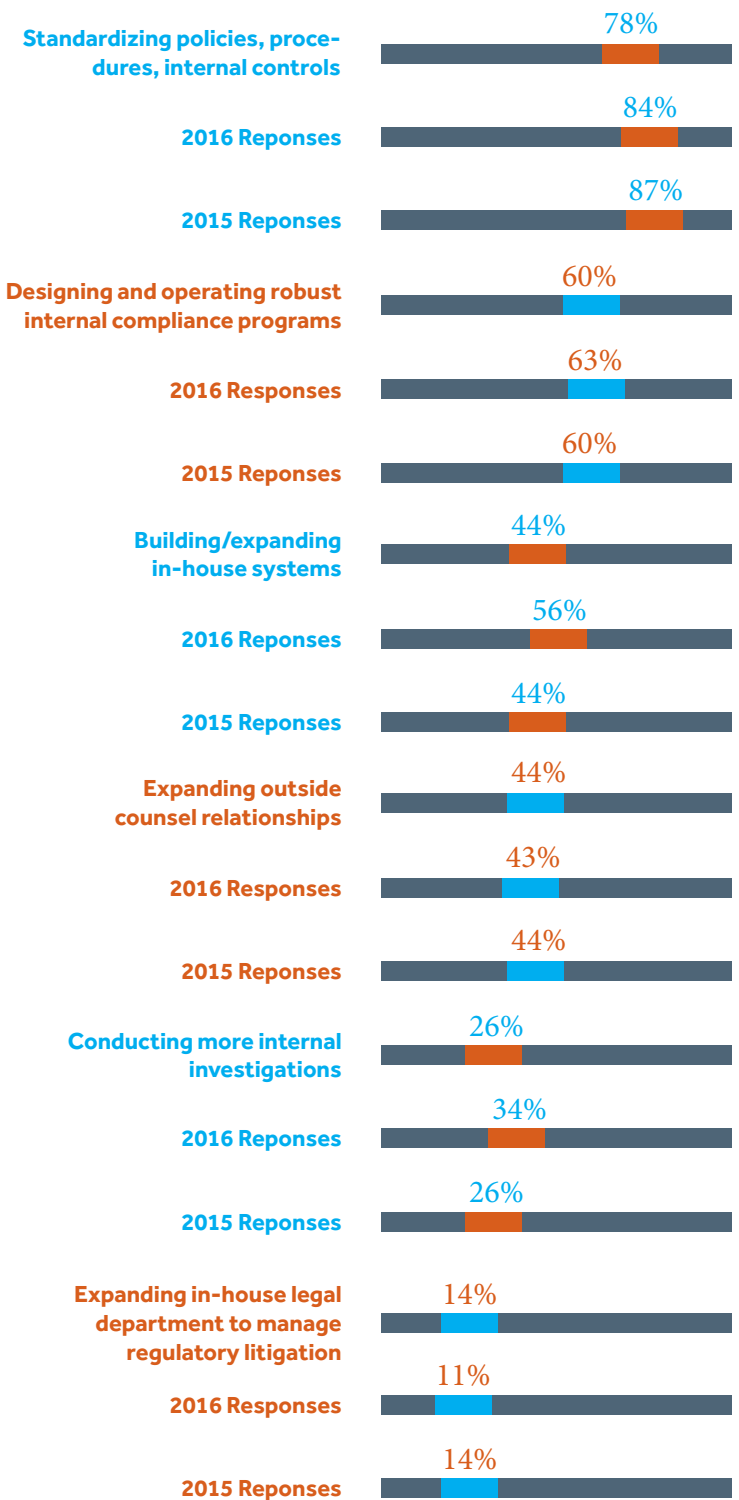 78%
Standardizing policies, proce-
dures, internal controls
84%
2016 Reponses
87%
2015 Reponses
60%
Designing and operating robust
internal compliance programs
63%
2016 Responses
60%
2015 Reponses
44%
Building/expanding
in-house systems
56%
2016 Reponses
44%
2015 Reponses
44%
Expanding outside
counsel relationships
43%
2016 Responses
44%
2015 Reponses
26%
Conducting more internal
investigations
34%
2016 Reponses
26%
2015 Reponses
14%
Expanding in-house legal
department to manage
regulatory litigation
11%
2016 Responses
14%
2015 Reponses